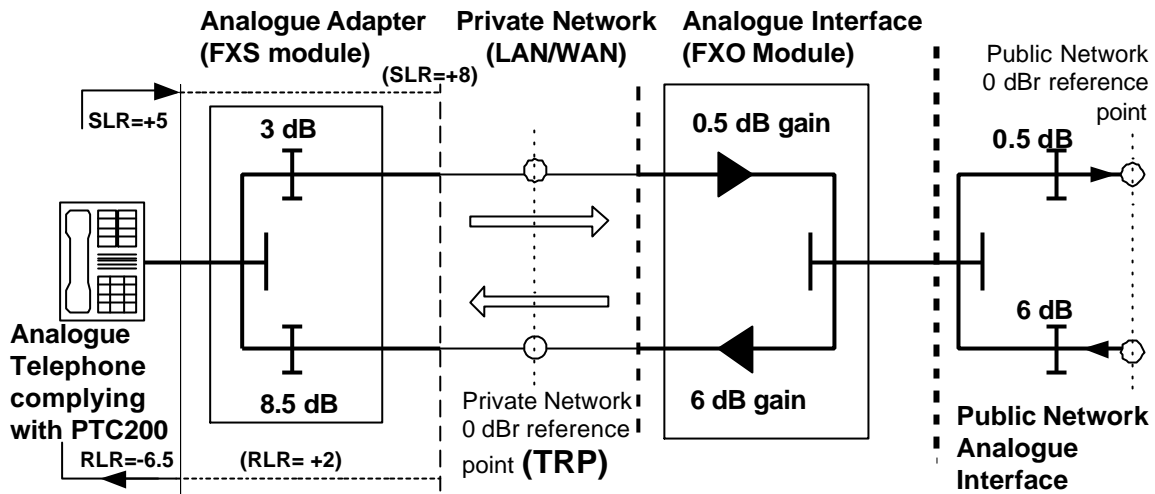 Analogue Adapter
(FXS module)
Private Network
(LAN/WAN)
Analogue Interface
(FXO Module)
Public Network
0 dBr reference
point
(SLR=+8)
SLR=+5
3 dB
0.5 dB gain
0.5 dB
6 dB
Analogue
Telephone
complying
with PTC200
8.5 dB
Private Network
0 dBr reference
point (TRP)
6 dB gain
Public Network
Analogue
Interface
RLR=-6.5
(RLR= +2)